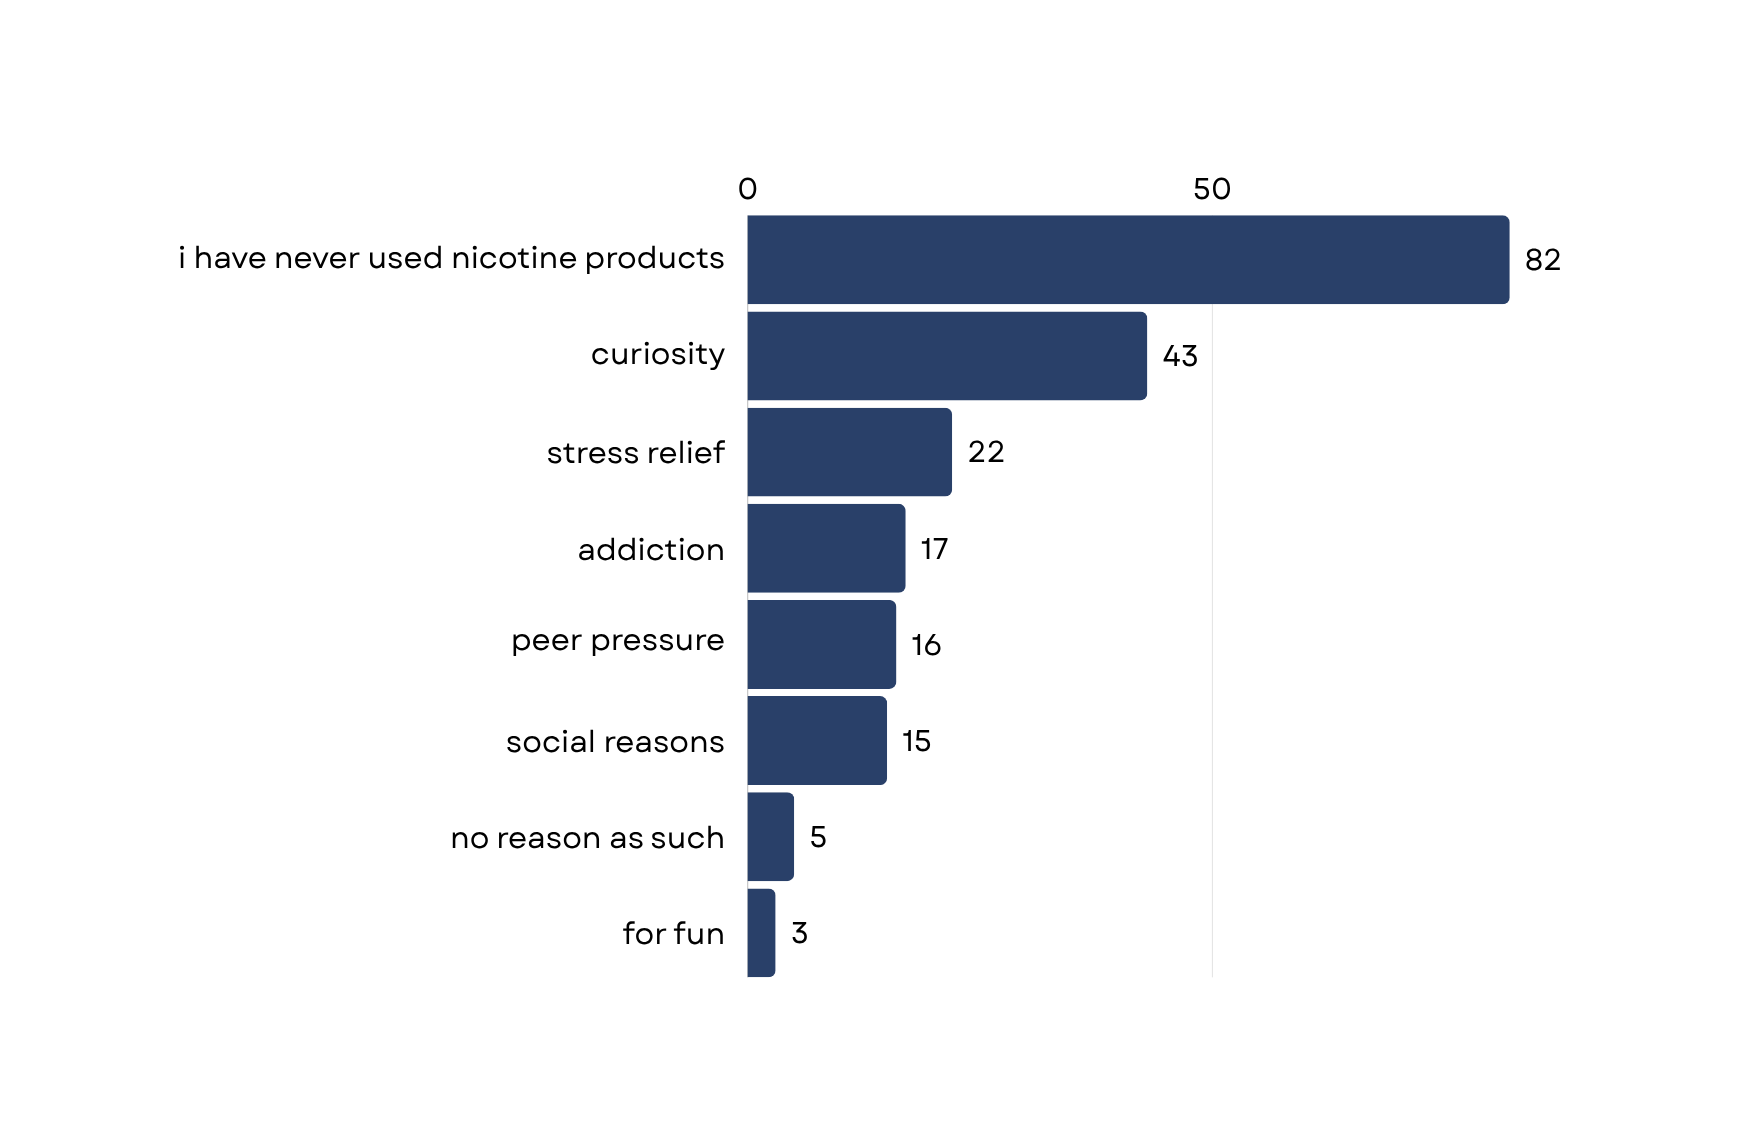 0 50
i have never used nicotine products 82
curiosity 43
stress relief 22
addiction 17
peer pressure 16
social reasons 15
no reason as such 5
for fun 3